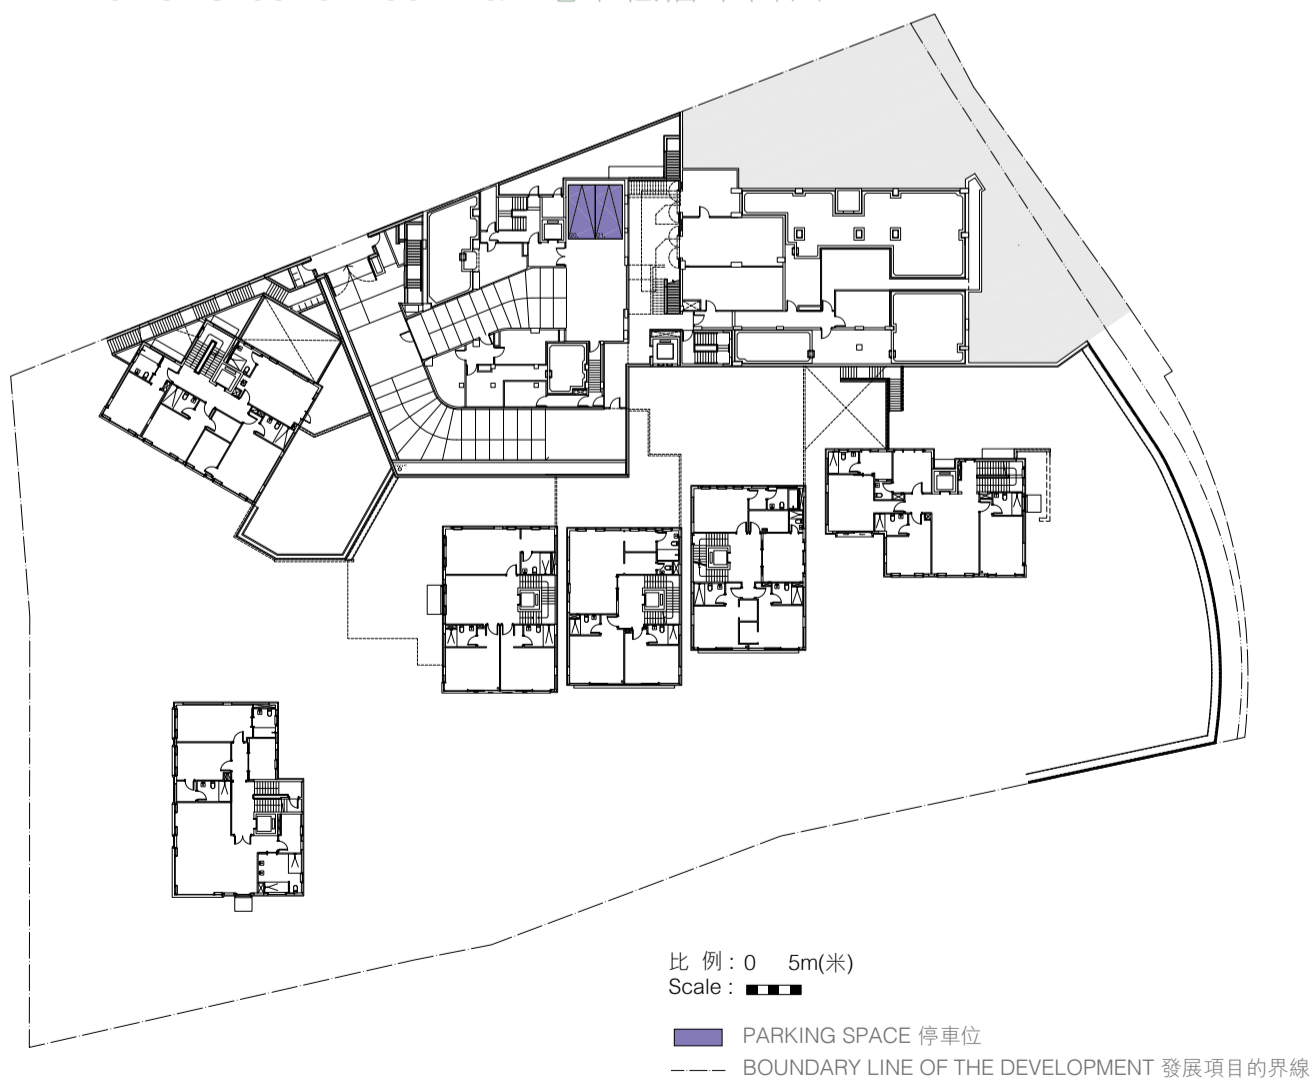 比 例 : 0 5m(米)
Scale :
PARKING SPACE 停車位
BOUNDARY LINE OF THE DEVELOPMENT 發展項目的界線